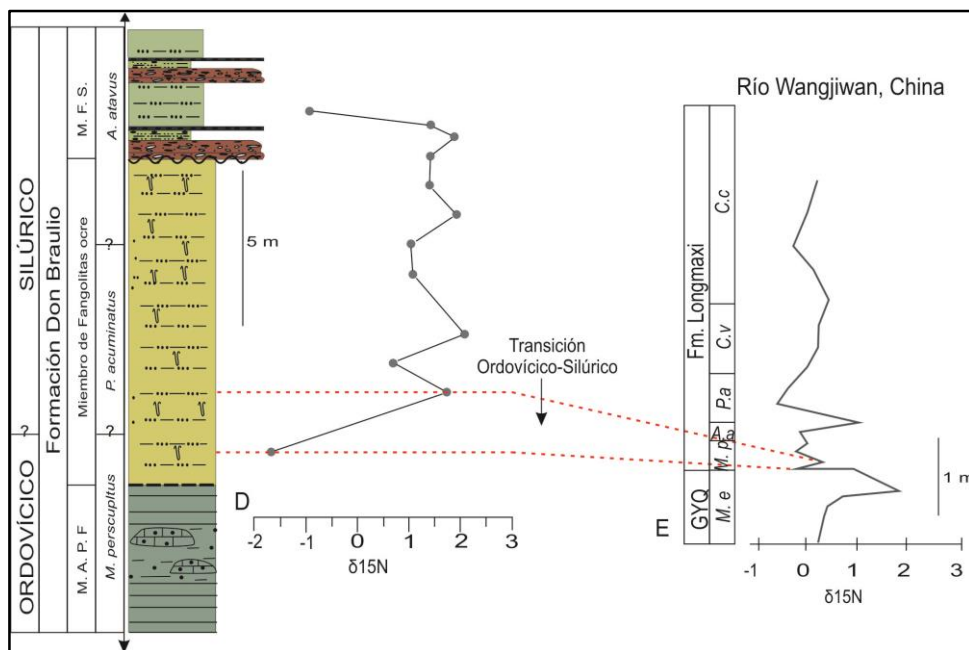 SILÚRICO
ORDOVÍCICO
Formación Don Braulio
M. F. S.
Miembro de Fangolitas ocre
M. A. P. F
A. atavus
?
P. acuminatus
? ?
M. perscupltus
5 m
D
-2 -1 0 1 2 3
δ15N
Transición
Ordovícico-Silúrico
Río Wangjiwan, China
Fm. Longmaxi
GYQ
C.c
C.v
P.a
M. e
1 m
E
-1 0 1 2 3
δ15N